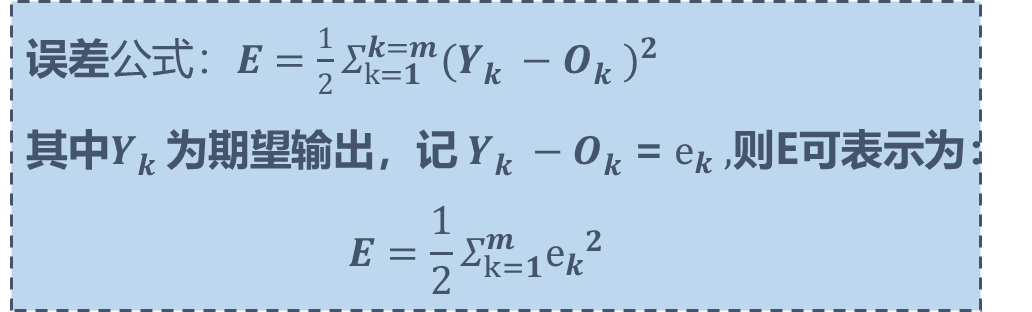 误差公式：E = 1/2 Σ_{k=1}^{k=m}(Y_k − O_k)²
其中Y_k 为期望输出，记 Y_k − O_k = e_k ,则E可表示为：
E = 1/2 Σ_{k=1}^{m} e_k²